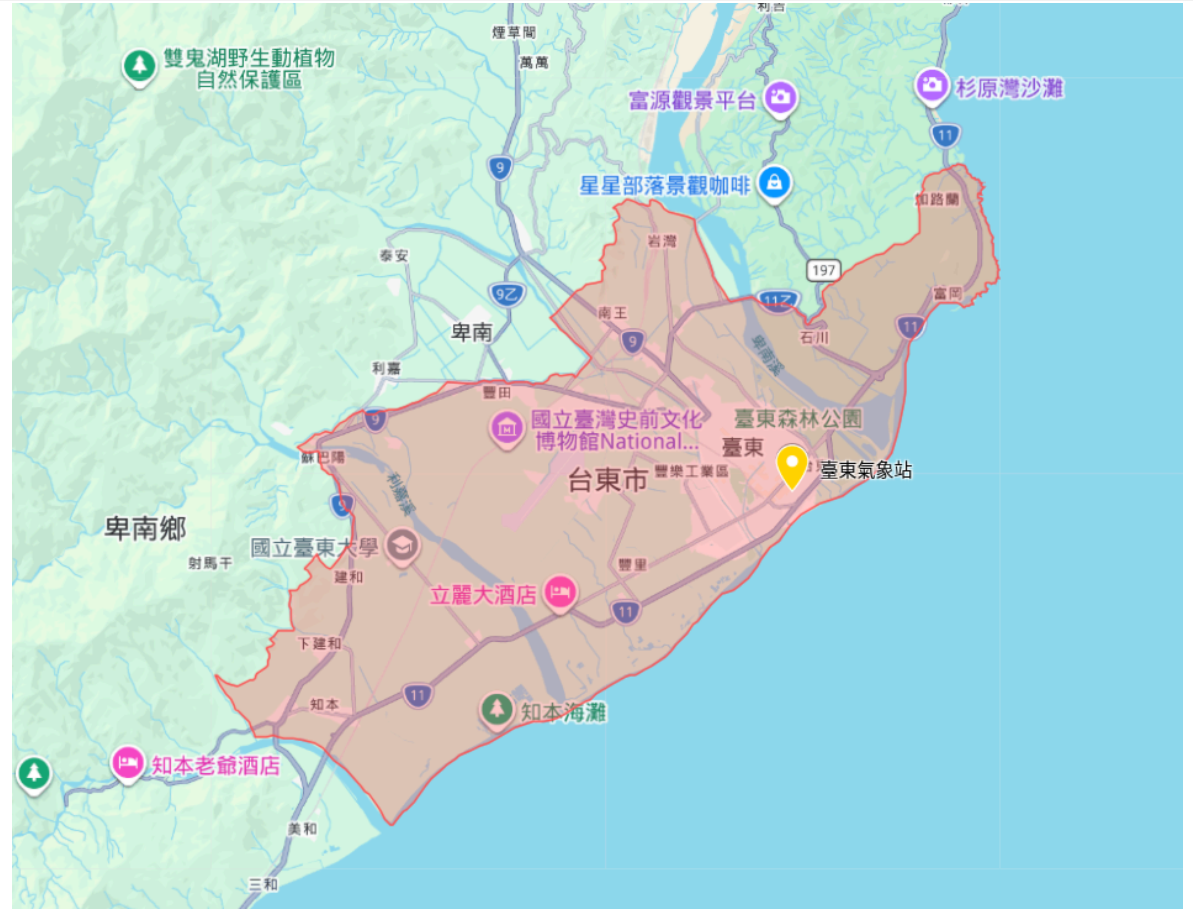 利吉
煙草間
雙鬼湖野生動植物
自然保護區
萬萬
富源觀景平台
杉原灣沙灘
11
9
星星部落景觀咖啡
加路蘭
岩灣
泰安
197
9乙
11乙
富岡
南王
卑南
9
石川
11
卑南溪
利嘉
豐田
9
國立臺灣史前文化
博物館National...
臺東森林公園
臺東
蘇巴陽
台東市
豐樂工業區
臺東氣象站
利嘉溪
9
卑南鄉
國立臺東大學
射馬干
建和
豐里
立麗大酒店
11
下建和
11
知本
知本海灘
知本老爺酒店
美和
三和